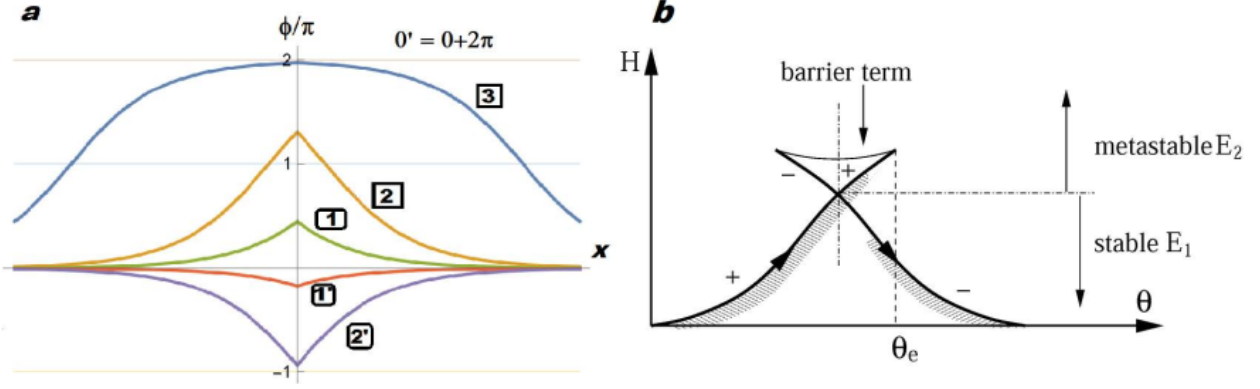 a
ϕ/π
0' = 0+2π
2
3
1
2
1
x
1'
2'
−1
b
H
barrier term
metastable E₂
−
+
stable E₁
+
−
θ
θₑ